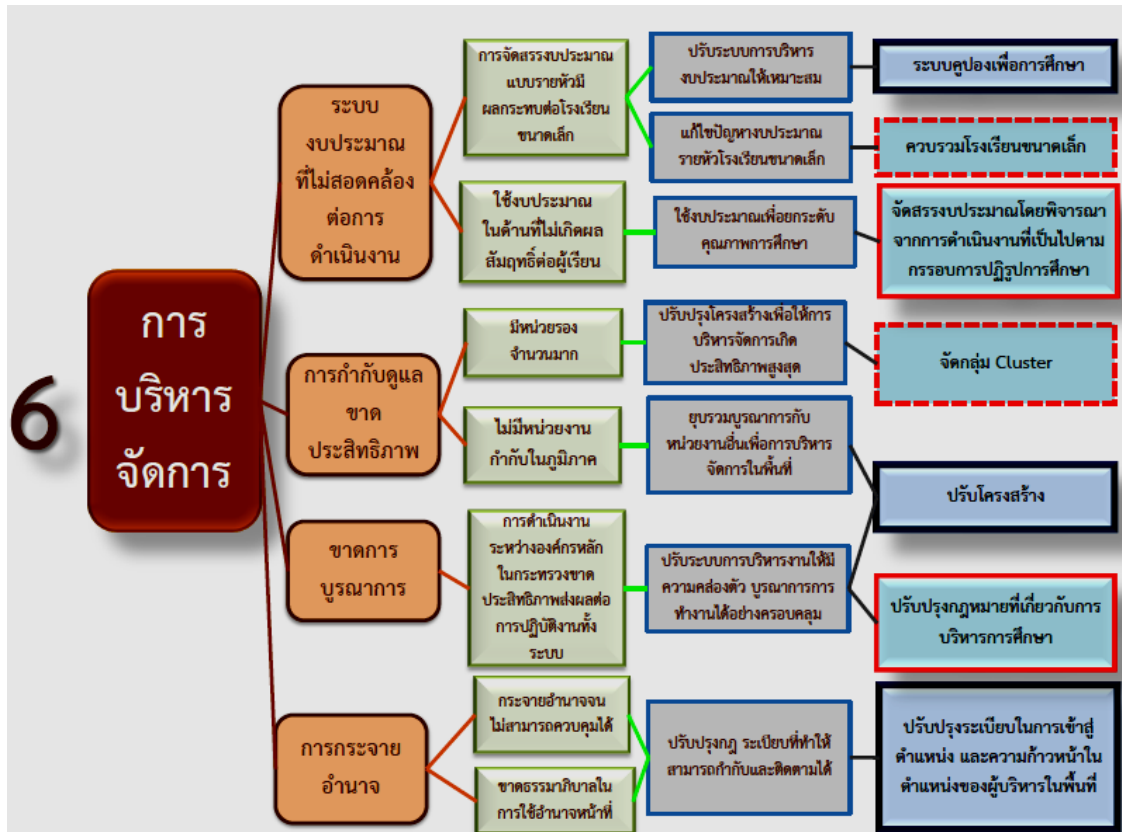 6
การ
บริหาร
จัดการ
ระบบ
งบประมาณ
ที่ไม่สอดคล้อง
ต่อการ
ดำเนินงาน
การจัดสรรงบประมาณ
แบบรายหัวมี
ผลกระทบต่อโรงเรียน
ขนาดเล็ก
ปรับระบบการบริหาร
งบประมาณให้เหมาะสม
ระบบคูปองเพื่อการศึกษา
แก้ไขปัญหางบประมาณ
รายหัวโรงเรียนขนาดเล็ก
ควบรวมโรงเรียนขนาดเล็ก
ใช้งบประมาณ
ในด้านที่ไม่เกิดผล
สัมฤทธิ์ต่อผู้เรียน
ใช้งบประมาณเพื่อยกระดับ
คุณภาพการศึกษา
จัดสรรงบประมาณโดยพิจารณา
จากการดำเนินงานที่เป็นไปตาม
กรรอบการปฏิรูปการศึกษา
การกำกับดูแล
ขาด
ประสิทธิภาพ
มีหน่วยรอง
จำนวนมาก
ปรับปรุงโครงสร้างเพื่อให้การ
บริหารจัดการเกิด
ประสิทธิภาพสูงสุด
จัดกลุ่ม Cluster
ไม่มีหน่วยงาน
กำกับในภูมิภาค
ยุบรวมบูรณาการกับ
หน่วยงานอื่นเพื่อการบริหาร
จัดการในพื้นที่
ปรับโครงสร้าง
ขาดการ
บูรณาการ
การดำเนินงาน
ระหว่างองค์กรหลัก
ในกระทรวงขาด
ประสิทธิภาพส่งผลต่อ
การปฏิบัติงานทั้ง
ระบบ
ปรับระบบการบริหารงานให้มี
ความคล่องตัว บูรณาการการ
ทำงานได้อย่างครอบคลุม
ปรับปรุงกฎหมายที่เกี่ยวกับการ
บริหารการศึกษา
การกระจาย
อำนาจ
กระจายอำนาจจน
ไม่สามารถควบคุมได้
ขาดธรรมาภิบาลใน
การใช้อำนาจหน้าที่
ปรับปรุงกฎ ระเบียบที่ทำให้
สามารถกำกับและติดตามได้
ปรับปรุงระเบียบในการเข้าสู่
ตำแหน่ง และความก้าวหน้าใน
ตำแหน่งของผู้บริหารในพื้นที่